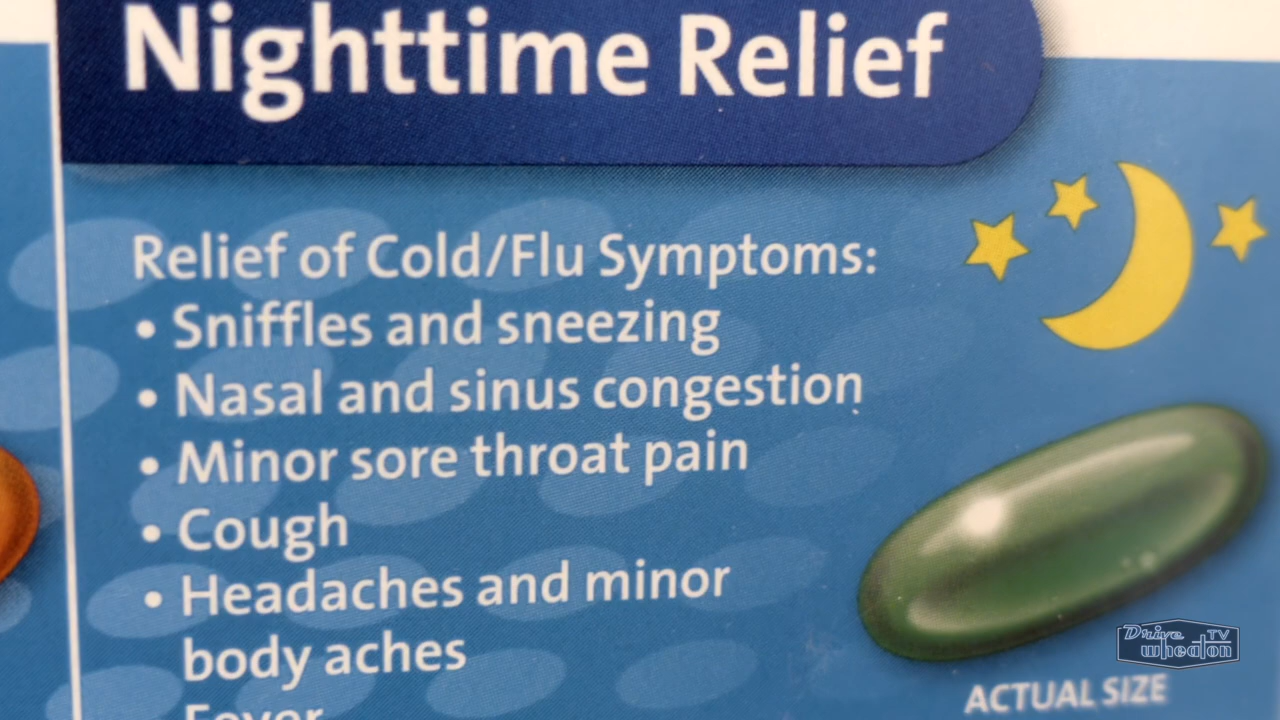 Nighttime Relief
Relief of Cold/Flu Symptoms:
• Sniffles and sneezing
• Nasal and sinus congestion
• Minor sore throat pain
• Cough
• Headaches and minor
body aches
Fever
ACTUAL SIZE
Drive TV
wheaton